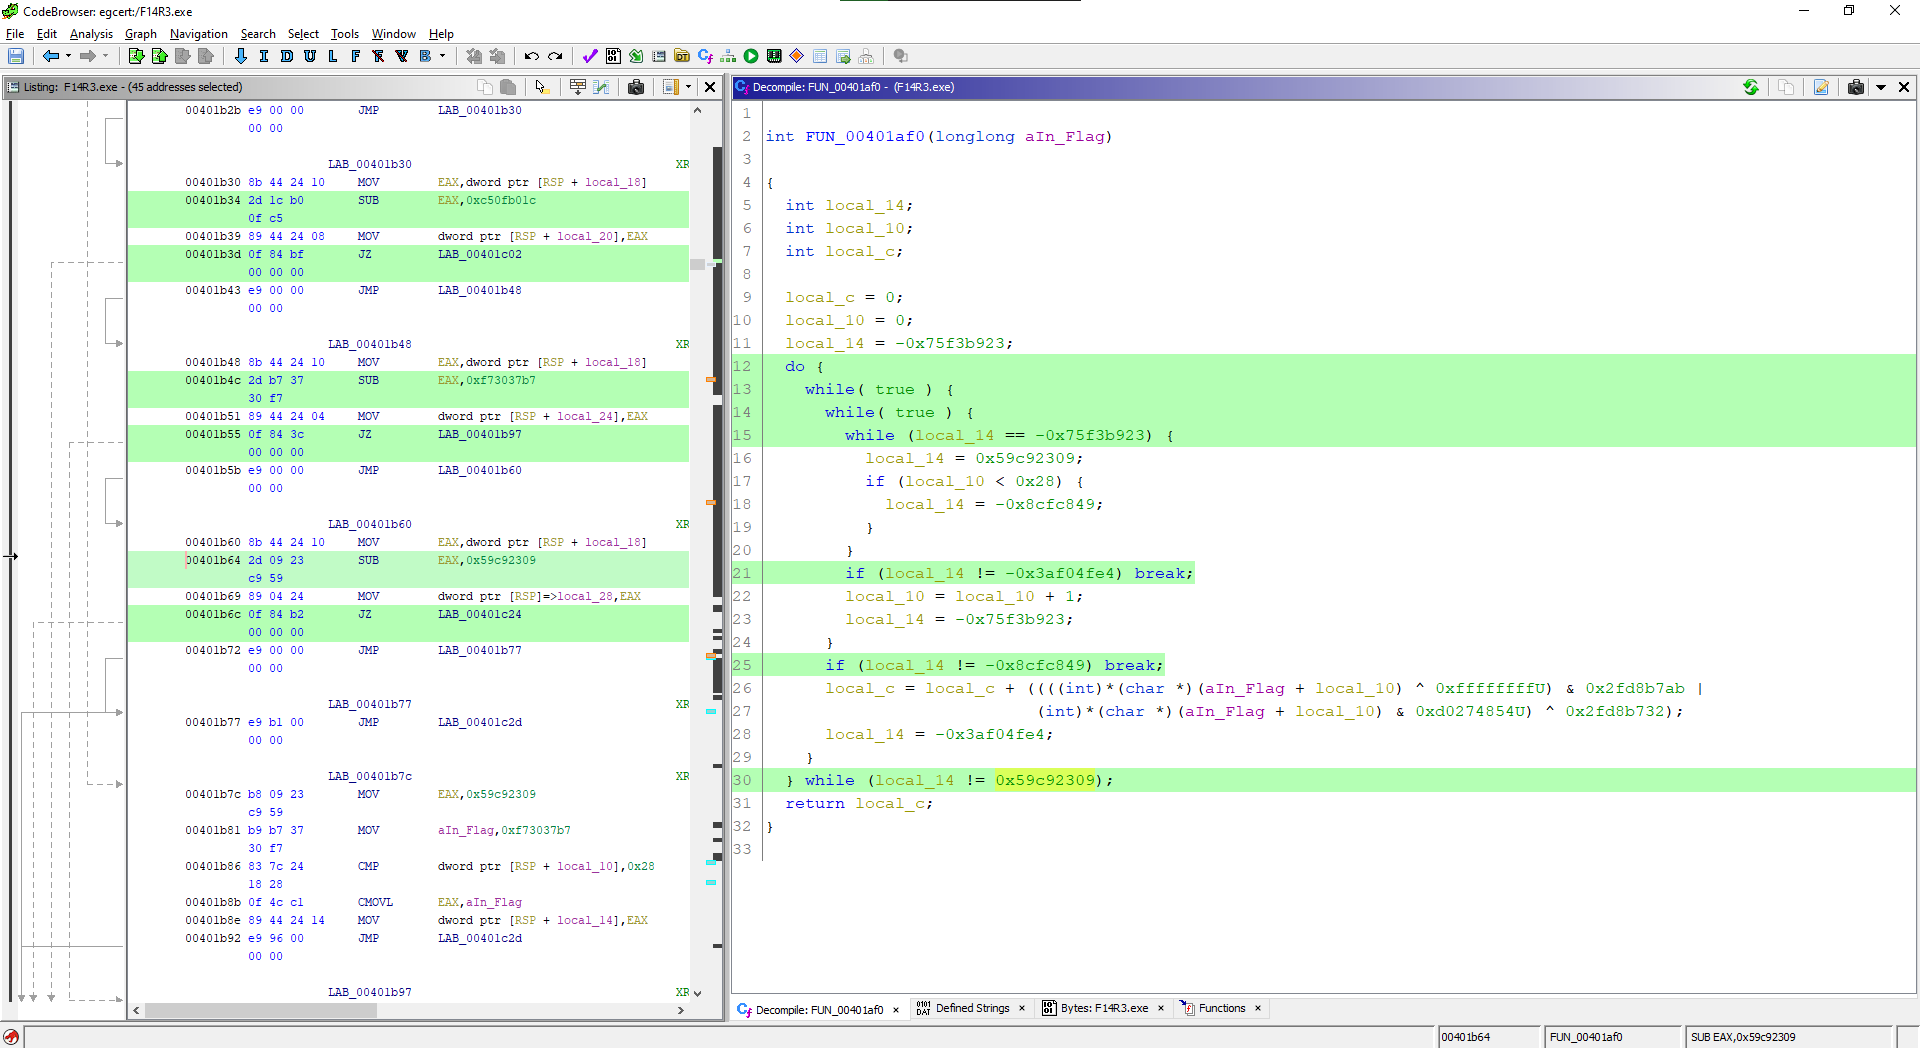 CodeBrowser: egcert:/F14R3.exe
File Edit Analysis Graph Navigation Search Select Tools Window Help
I D U L F R V B
Listing: F14R3.exe - (45 addresses selected)
00401b2b e9 00 00 JMP LAB_00401b30
00 00
LAB_00401b30 XR
00401b30 8b 44 24 10 MOV EAX,dword ptr [RSP + local_18]
00401b34 2d 1c b0 SUB EAX,0xc50fb01c
0f c5
00401b39 89 44 24 08 MOV dword ptr [RSP + local_20],EAX
00401b3d 0f 84 bf JZ LAB_00401c02
00 00 00
00401b43 e9 00 00 JMP LAB_00401b48
00 00
LAB_00401b48 XR
00401b48 8b 44 24 10 MOV EAX,dword ptr [RSP + local_18]
00401b4c 2d b7 37 SUB EAX,0xf73037b7
30 f7
00401b51 89 44 24 04 MOV dword ptr [RSP + local_24],EAX
00401b55 0f 84 3c JZ LAB_00401b97
00 00 00
00401b5b e9 00 00 JMP LAB_00401b60
00 00
LAB_00401b60 XR
00401b60 8b 44 24 10 MOV EAX,dword ptr [RSP + local_18]
00401b64 2d 09 23 SUB EAX,0x59c92309
c9 59
00401b69 89 04 24 MOV dword ptr [RSP]=>local_28,EAX
00401b6c 0f 84 b2 JZ LAB_00401c24
00 00 00
00401b72 e9 00 00 JMP LAB_00401b77
00 00
LAB_00401b77 XR
00401b77 e9 b1 00 JMP LAB_00401c2d
00 00
LAB_00401b7c XR
00401b7c b8 09 23 MOV EAX,0x59c92309
c9 59
00401b81 b9 b7 37 MOV aIn_Flag,0xf73037b7
30 f7
00401b86 83 7c 24 CMP dword ptr [RSP + local_10],0x28
18 28
00401b8b 0f 4c c1 CMOVL EAX,aIn_Flag
00401b8e 89 44 24 14 MOV dword ptr [RSP + local_14],EAX
00401b92 e9 96 00 JMP LAB_00401c2d
00 00
LAB_00401b97 XR
Decompile: FUN_00401af0 - (F14R3.exe)
1
2 int FUN_00401af0(longlong aIn_Flag)
3
4 {
5 int local_14;
6 int local_10;
7 int local_c;
8
9 local_c = 0;
10 local_10 = 0;
11 local_14 = -0x75f3b923;
12 do {
13 while( true ) {
14 while( true ) {
15 while (local_14 == -0x75f3b923) {
16 local_14 = 0x59c92309;
17 if (local_10 < 0x28) {
18 local_14 = -0x8cfc849;
19 }
20 }
21 if (local_14 != -0x3af04fe4) break;
22 local_10 = local_10 + 1;
23 local_14 = -0x75f3b923;
24 }
25 if (local_14 != -0x8cfc849) break;
26 local_c = local_c + ((((int)*(char *)(aIn_Flag + local_10) ^ 0xffffffffU) & 0x2fd8b7ab |
27 (int)*(char *)(aIn_Flag + local_10) & 0xd0274854U) ^ 0x2fd8b732);
28 local_14 = -0x3af04fe4;
29 }
30 } while (local_14 != 0x59c92309);
31 return local_c;
32 }
33
Decompile: FUN_00401af0 × Defined Strings × Bytes: F14R3.exe × Functions ×
00401b64 FUN_00401af0 SUB EAX,0x59c92309